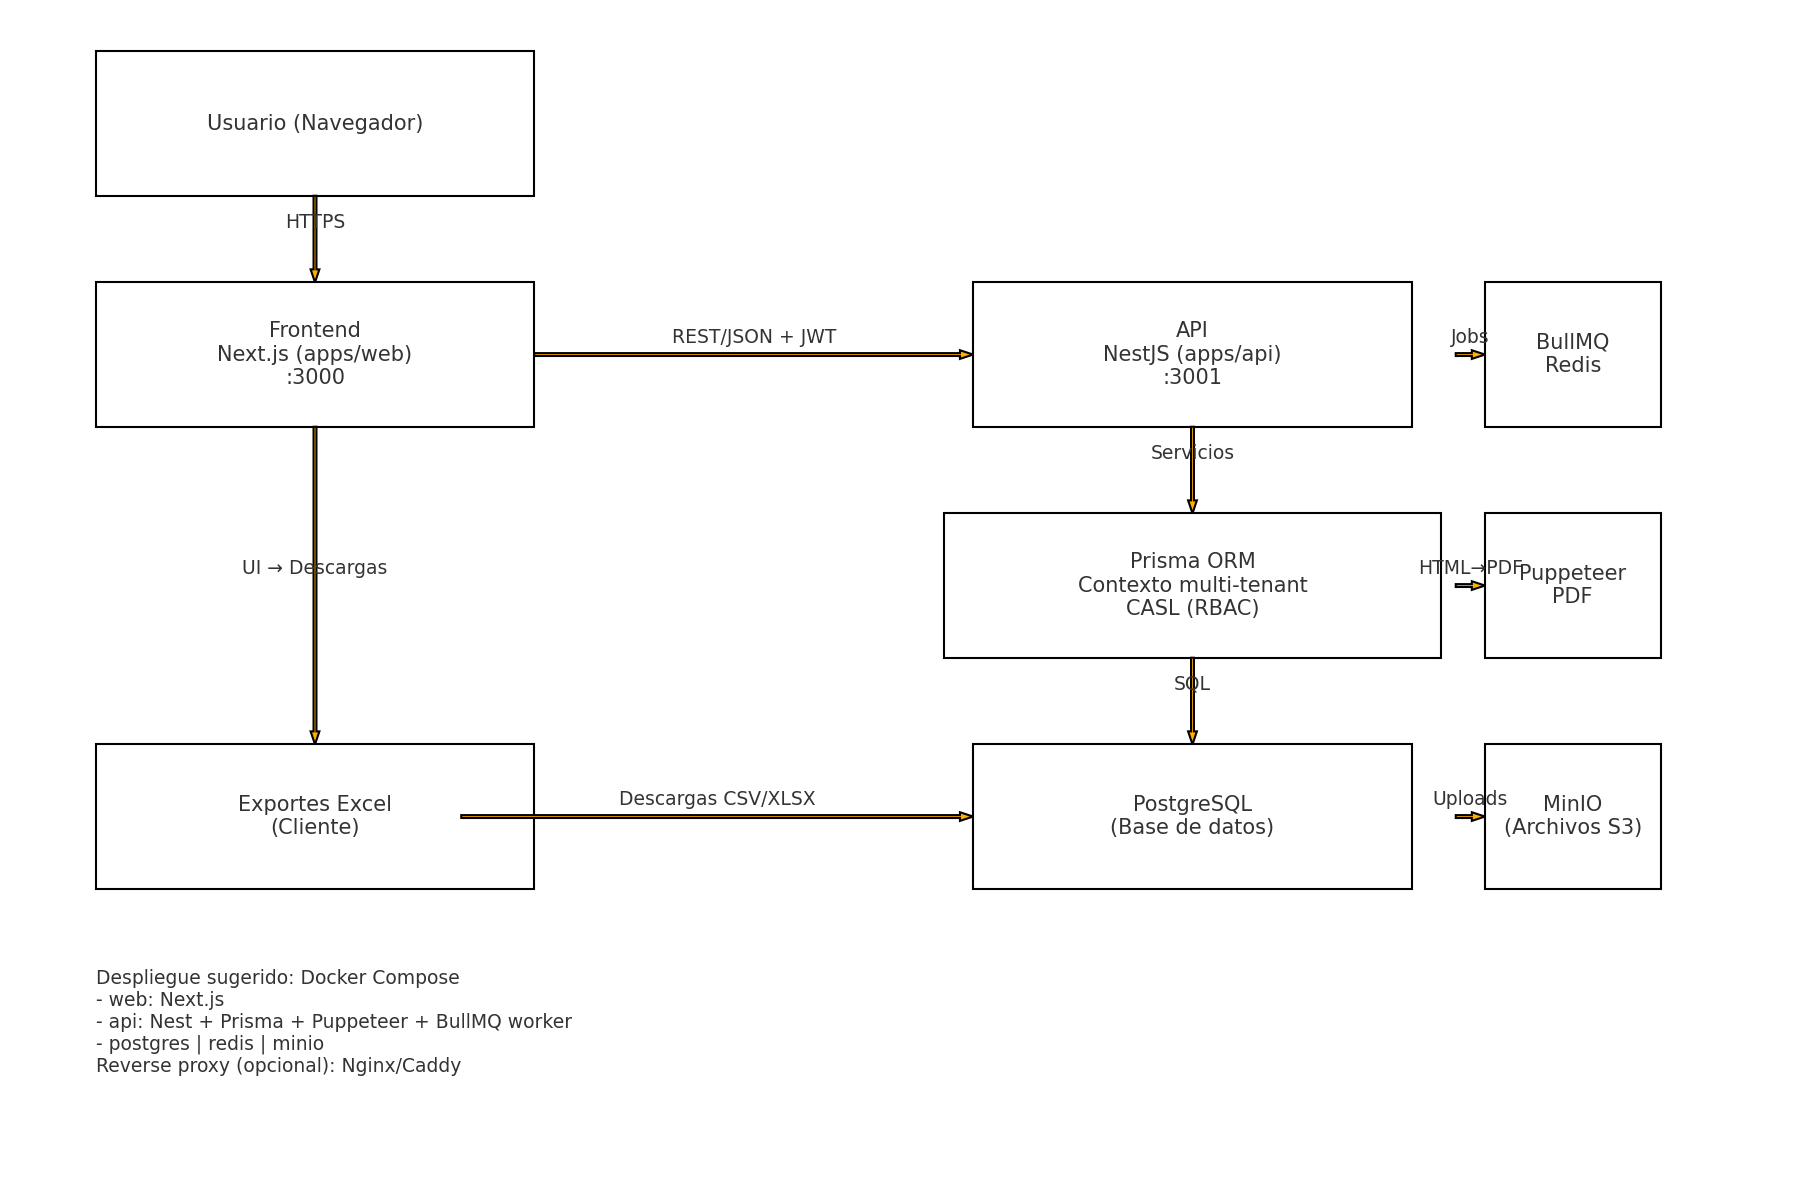 Usuario (Navegador)
HTTPS
Frontend
Next.js (apps/web)
:3000
REST/JSON + JWT
API
NestJS (apps/api)
:3001
Jobs
BullMQ
Redis
Servicios
UI → Descargas
Prisma ORM
Contexto multi-tenant
CASL (RBAC)
HTML→PDF
Puppeteer
PDF
SQL
Exportes Excel
(Cliente)
Descargas CSV/XLSX
PostgreSQL
(Base de datos)
Uploads
MinIO
(Archivos S3)
Despliegue sugerido: Docker Compose
- web: Next.js
- api: Nest + Prisma + Puppeteer + BullMQ worker
- postgres | redis | minio
Reverse proxy (opcional): Nginx/Caddy